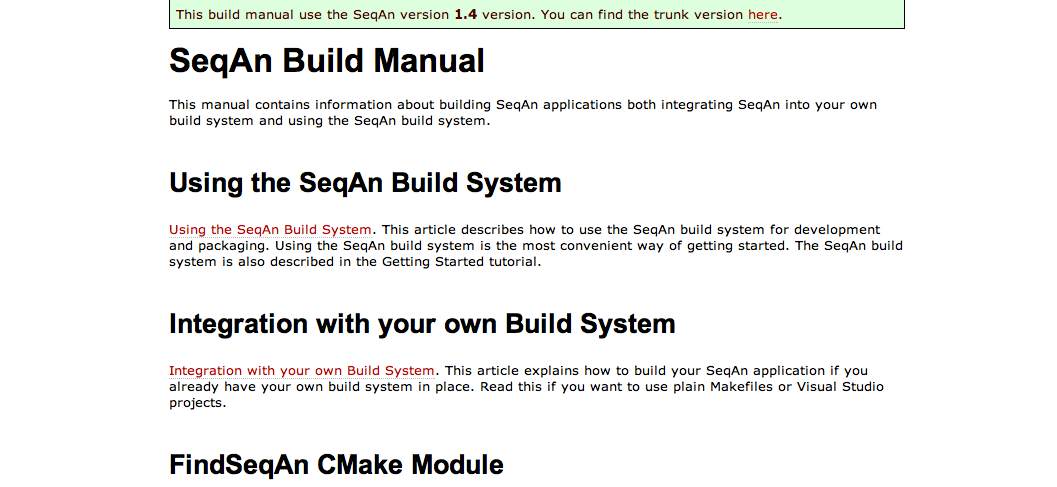 This build manual use the SeqAn version 1.4 version. You can find the trunk version here.
SeqAn Build Manual
This manual contains information about building SeqAn applications both integrating SeqAn into your own
build system and using the SeqAn build system.
Using the SeqAn Build System
Using the SeqAn Build System. This article describes how to use the SeqAn build system for development
and packaging. Using the SeqAn build system is the most convenient way of getting started. The SeqAn build
system is also described in the Getting Started tutorial.
Integration with your own Build System
Integration with your own Build System. This article explains how to build your SeqAn application if you
already have your own build system in place. Read this if you want to use plain Makefiles or Visual Studio
projects.
FindSeqAn CMake Module